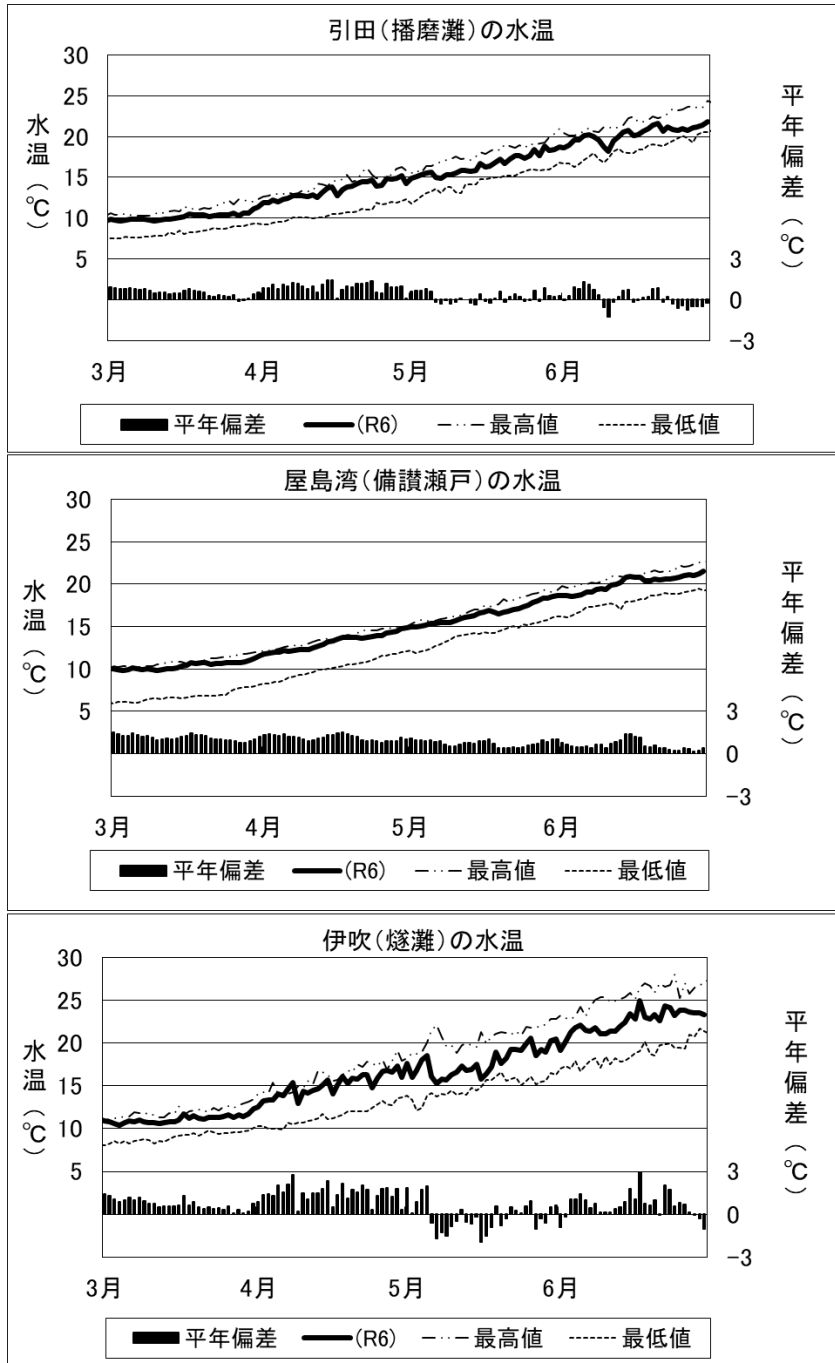 引田(播磨灘)の水温
水温(℃)
30
25
20
15
10
5
平年偏差(℃)
3
0
−3
3月 4月 5月 6月
平年偏差 (R6) 最高値 最低値
屋島湾(備讃瀬戸)の水温
水温(℃)
30
25
20
15
10
5
平年偏差(℃)
3
0
−3
3月 4月 5月 6月
平年偏差 (R6) 最高値 最低値
伊吹(燧灘)の水温
水温(℃)
30
25
20
15
10
5
平年偏差(℃)
3
0
−3
3月 4月 5月 6月
平年偏差 (R6) 最高値 最低値